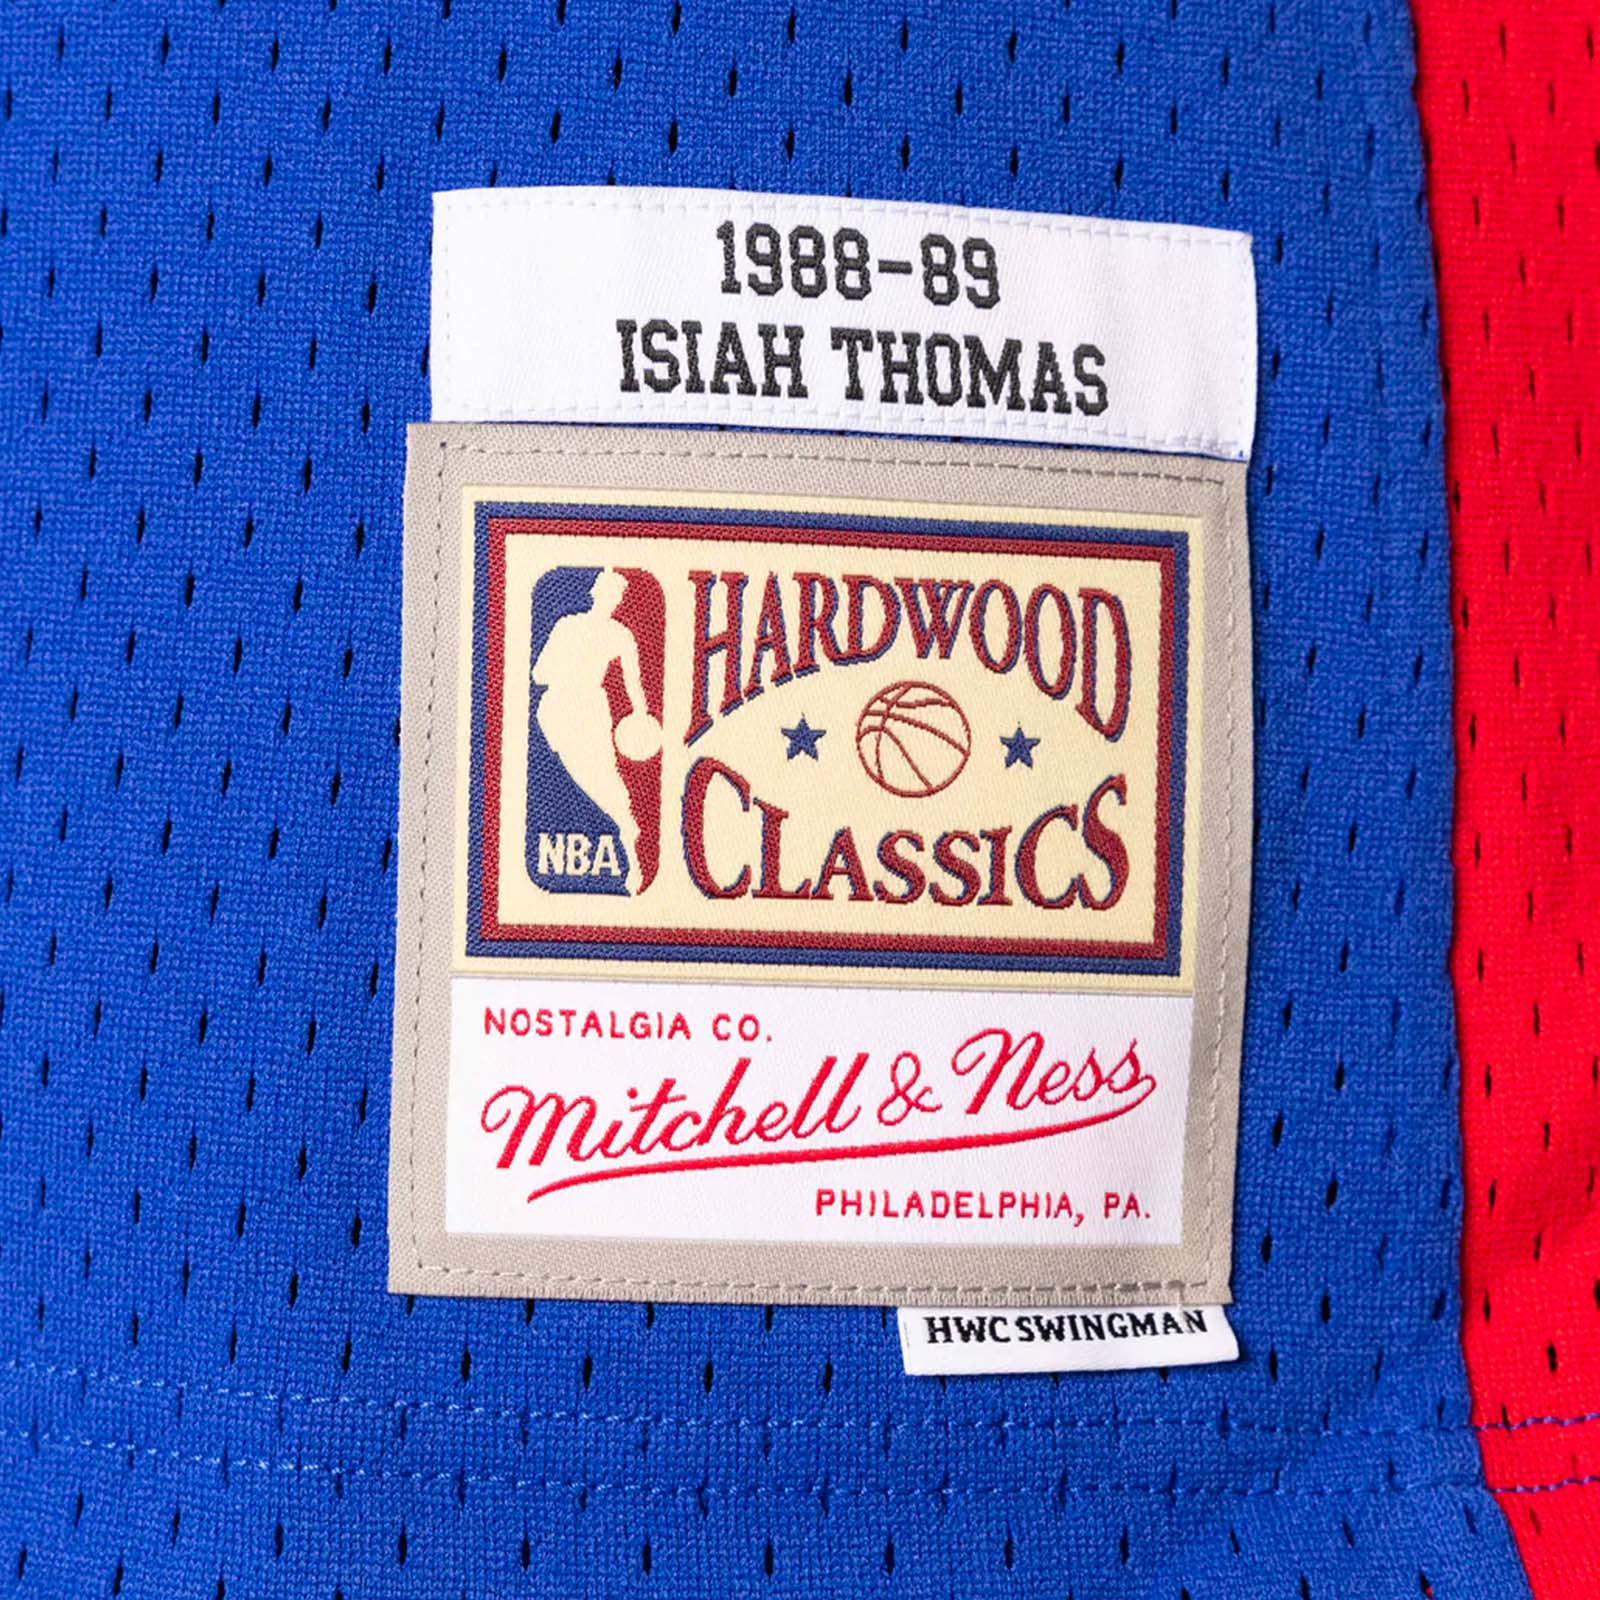 1988-89
ISIAH THOMAS
HARDWOOD
CLASSICS
NBA
NOSTALGIA CO.
Mitchell & Ness
PHILADELPHIA, PA.
HWC SWINGMAN